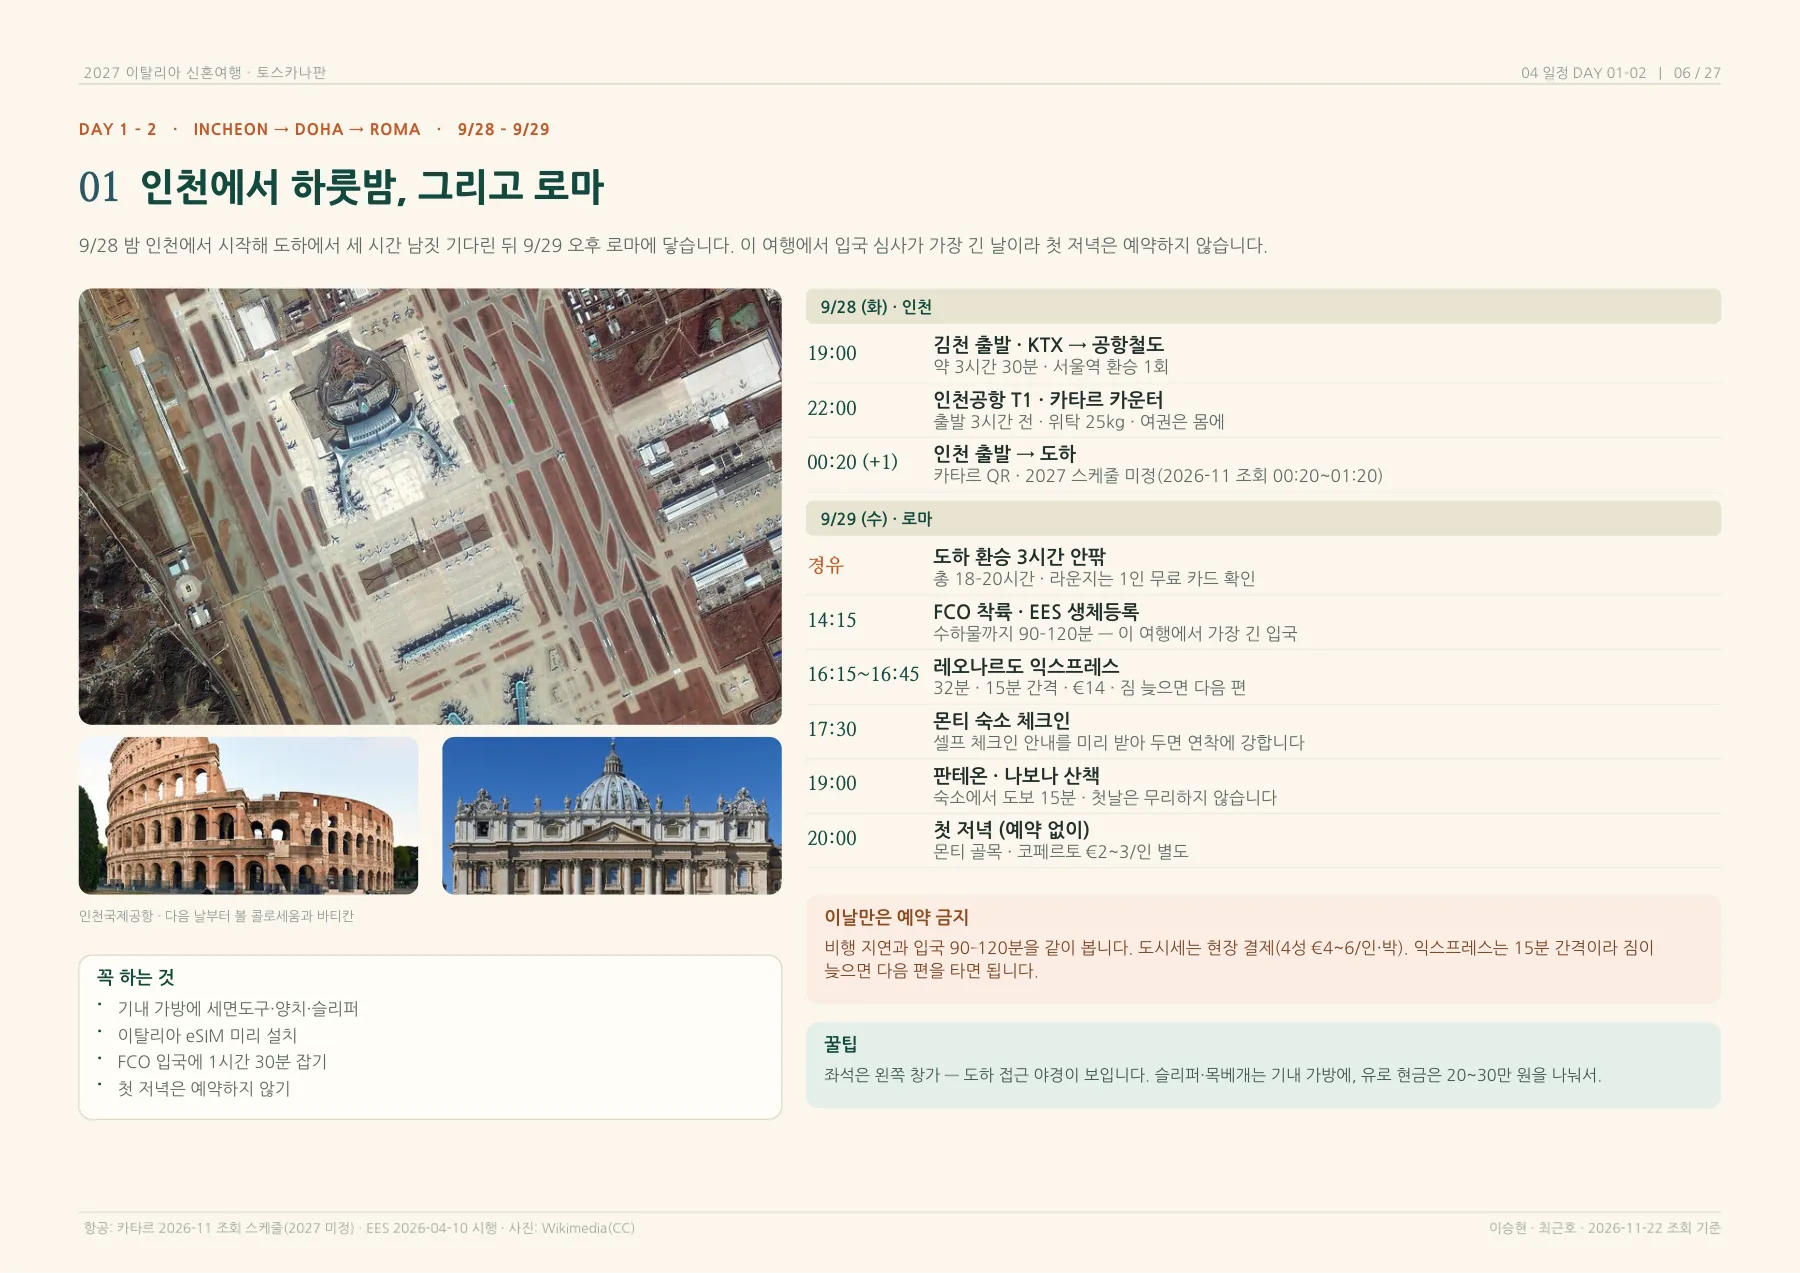 2027 이탈리아 신혼여행 · 토스카나판
04 일정 DAY 01-02 | 06 / 27
DAY 1 - 2 · INCHEON → DOHA → ROMA · 9/28 - 9/29
01 인천에서 하룻밤, 그리고 로마
9/28 밤 인천에서 시작해 도하에서 세 시간 남짓 기다린 뒤 9/29 오후 로마에 닿습니다. 이 여행에서 입국 심사가 가장 긴 날이라 첫 저녁은 예약하지 않습니다.
인천국제공항 · 다음 날부터 볼 콜로세움과 바티칸
꼭 하는 것
· 기내 가방에 세면도구·양치·슬리퍼
· 이탈리아 eSIM 미리 설치
· FCO 입국에 1시간 30분 잡기
· 첫 저녁은 예약하지 않기
9/28 (화) · 인천
19:00 김천 출발 · KTX → 공항철도
약 3시간 30분 · 서울역 환승 1회
22:00 인천공항 T1 · 카타르 카운터
출발 3시간 전 · 위탁 25kg · 여권은 몸에
00:20 (+1) 인천 출발 → 도하
카타르 QR · 2027 스케줄 미정(2026-11 조회 00:20~01:20)
9/29 (수) · 로마
경유 도하 환승 3시간 안팎
총 18-20시간 · 라운지는 1인 무료 카드 확인
14:15 FCO 착륙 · EES 생체등록
수하물까지 90-120분 — 이 여행에서 가장 긴 입국
16:15~16:45 레오나르도 익스프레스
32분 · 15분 간격 · €14 · 짐 늦으면 다음 편
17:30 몬티 숙소 체크인
셀프 체크인 안내를 미리 받아 두면 연착에 강합니다
19:00 판테온 · 나보나 산책
숙소에서 도보 15분 · 첫날은 무리하지 않습니다
20:00 첫 저녁 (예약 없이)
몬티 골목 · 코페르토 €2~3/인 별도
이날만은 예약 금지
비행 지연과 입국 90-120분을 같이 봅니다. 도시세는 현장 결제(4성 €4~6/인·박). 익스프레스는 15분 간격이라 짐이
늦으면 다음 편을 타면 됩니다.
꿀팁
좌석은 왼쪽 창가 — 도하 접근 야경이 보입니다. 슬리퍼·목베개는 기내 가방에, 유로 현금은 20~30만 원을 나눠서.
항공: 카타르 2026-11 조회 스케줄(2027 미정) · EES 2026-04-10 시행 · 사진: Wikimedia(CC)
이승현 · 최근호 · 2026-11-22 조회 기준